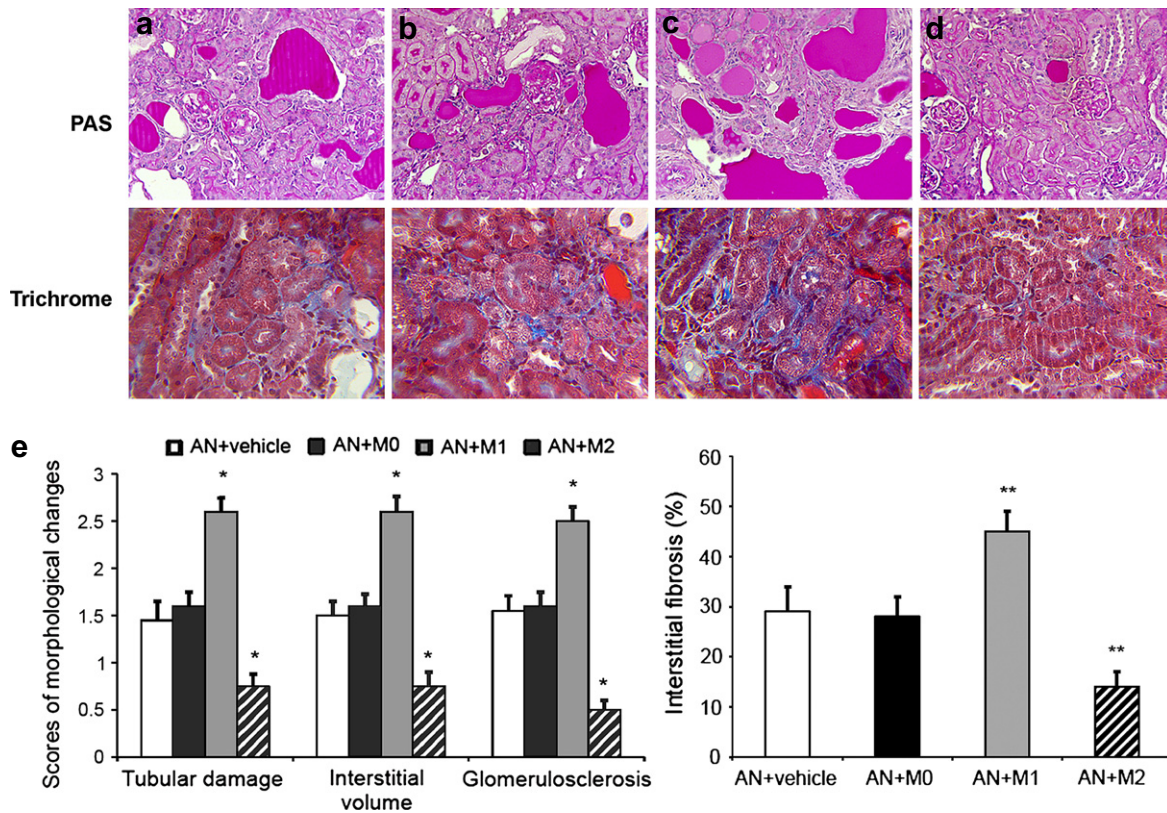 a b c d
PAS
Trichrome
e
AN+vehicle AN+M0 AN+M1 AN+M2
Scores of morphological changes
3
2.5
2
1.5
1
0.5
0
* * * * * *
Tubular damage Interstitial volume Glomerulosclerosis
Interstitial fibrosis (%)
60
50
40
30
20
10
0
** **
AN+vehicle AN+M0 AN+M1 AN+M2